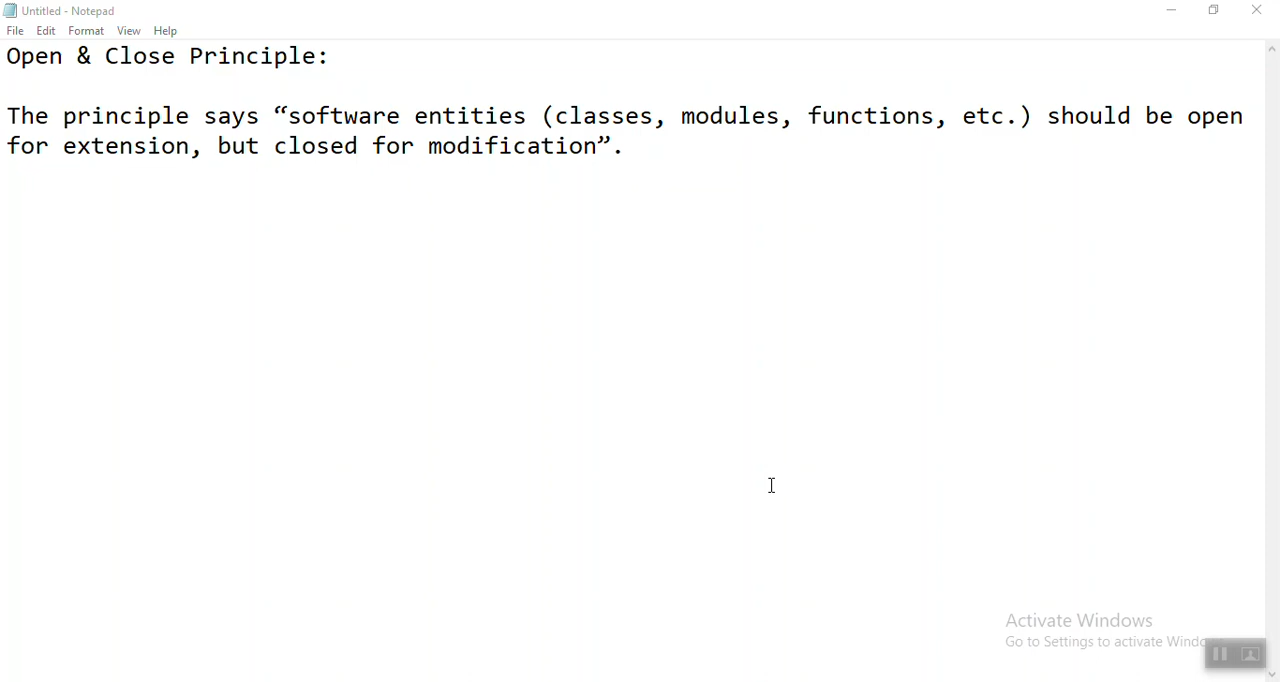 Untitled - Notepad
File Edit Format View Help
Open & Close Principle:
The principle says “software entities (classes, modules, functions, etc.) should be open
for extension, but closed for modification”.
Activate Windows
Go to Settings to activate